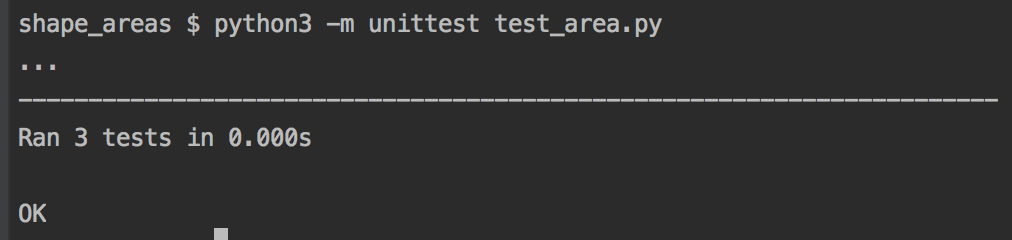 shape_areas $ python3 -m unittest test_area.py
...
----------------------------------------------------------------------
Ran 3 tests in 0.000s
OK